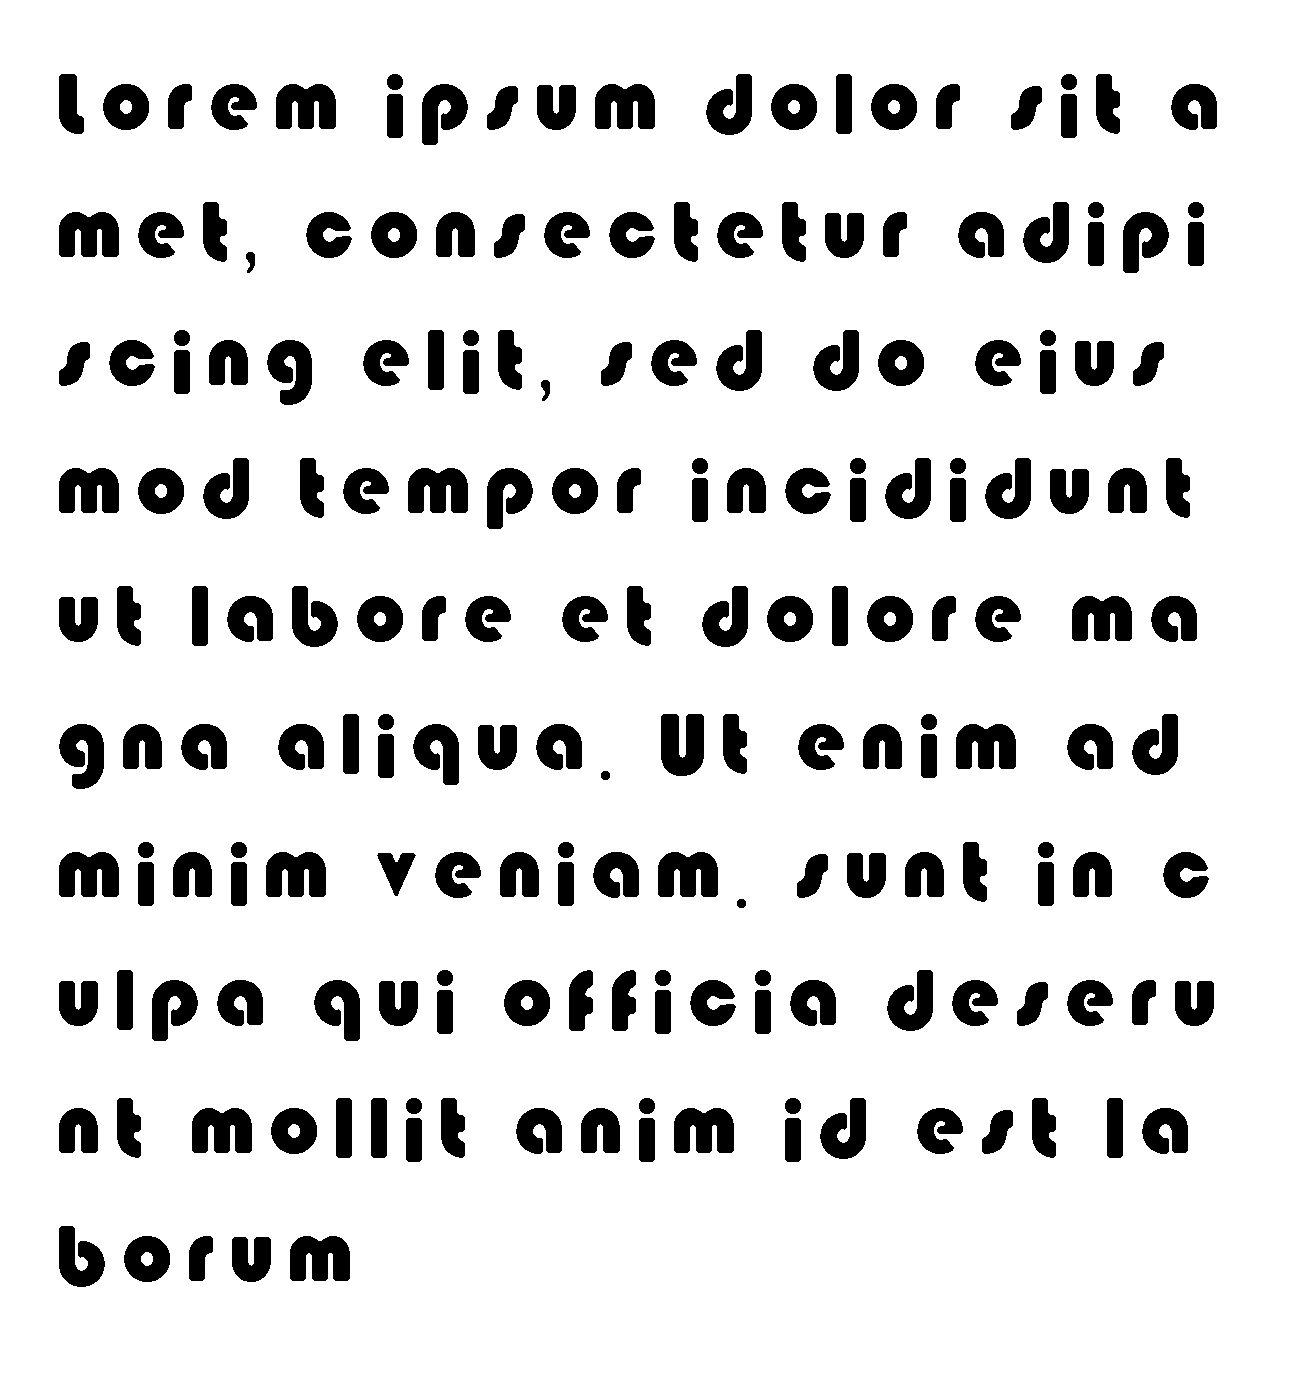 Lorem ipsum dolor sit a
met, consectetur adipi
scing elit, sed do eius
mod tempor incididunt
ut labore et dolore ma
gna aliqua. Ut enim ad
minim veniam. sunt in c
ulpa qui officia deseru
nt mollit anim id est la
borum